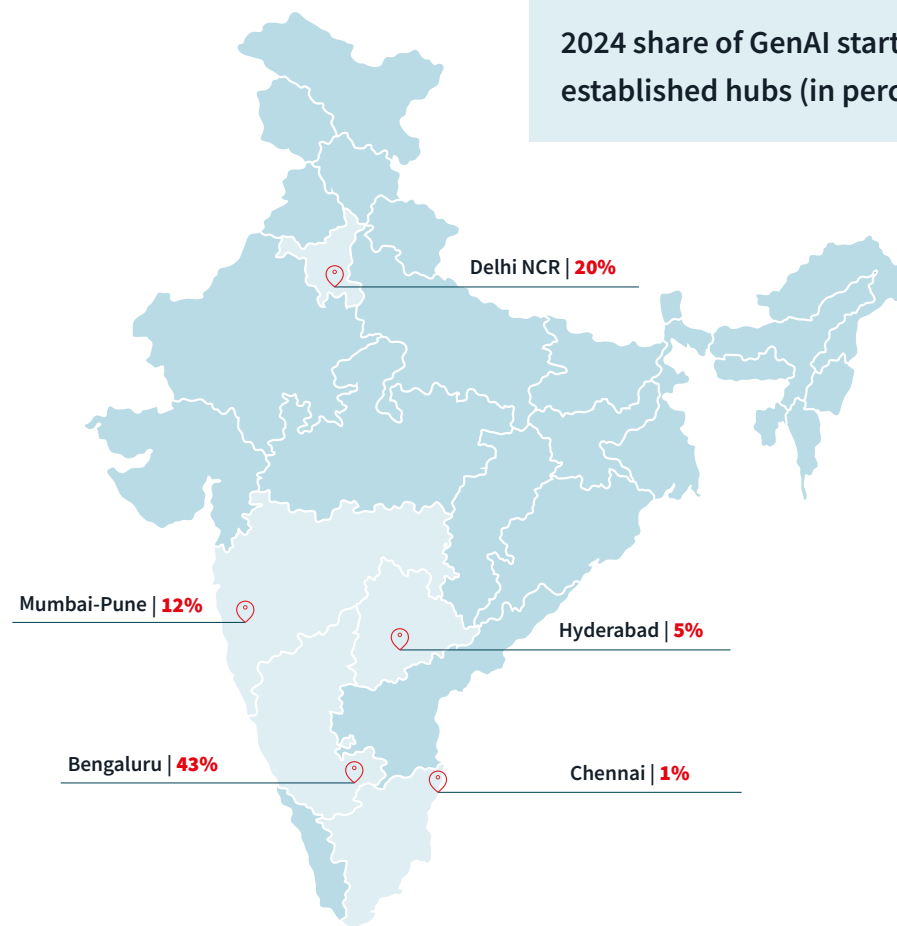 2024 share of GenAI start
established hubs (in perc
Delhi NCR | 20%
Mumbai-Pune | 12%
Hyderabad | 5%
Bengaluru | 43%
Chennai | 1%